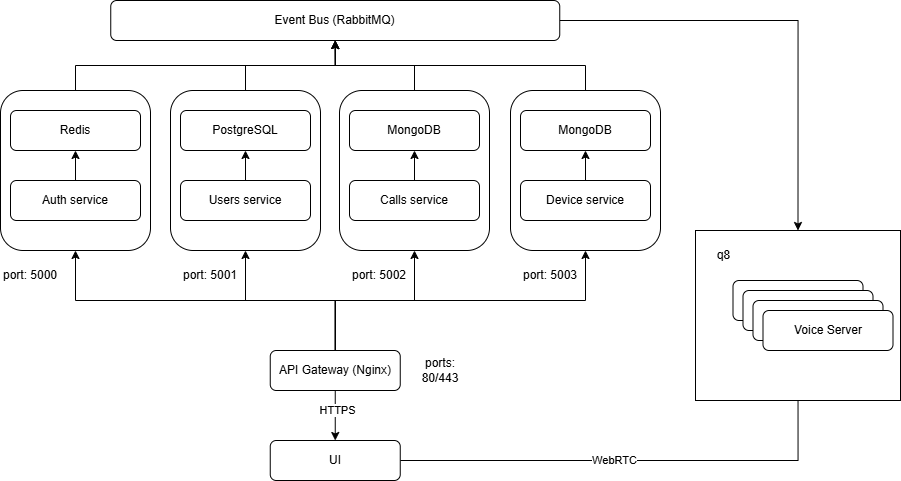 Event Bus (RabbitMQ)
Redis
PostgreSQL
MongoDB
MongoDB
Auth service
Users service
Calls service
Device service
port: 5000
port: 5001
port: 5002
port: 5003
q8
Voice Server
API Gateway (Nginx)
ports:
80/443
HTTPS
UI
WebRTC